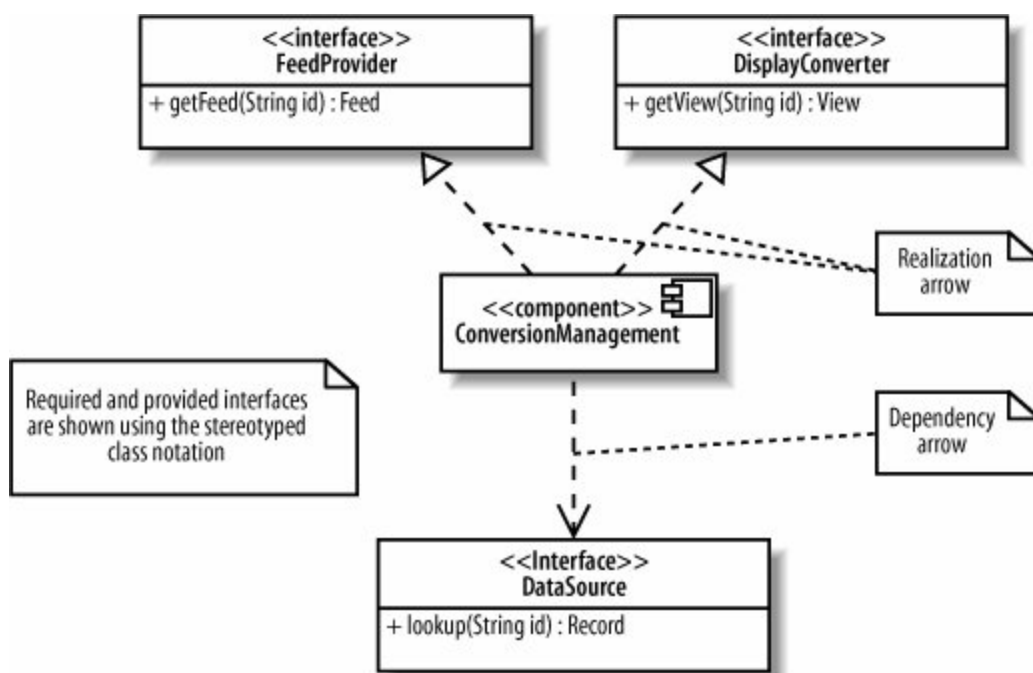 <<interface>>
FeedProvider
+ getFeed(String id) : Feed
<<interface>>
DisplayConverter
+ getView(String id) : View
Realization
arrow
<<component>>
ConversionManagement
Required and provided interfaces
are shown using the stereotyped
class notation
Dependency
arrow
<<Interface>>
DataSource
+ lookup(String id) : Record